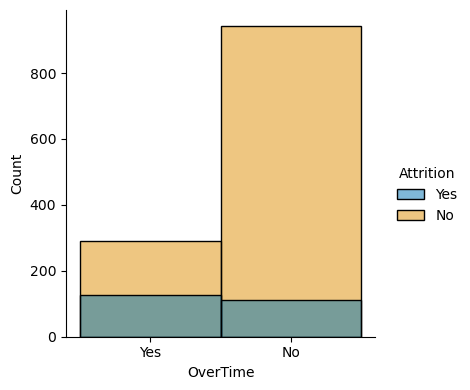 Count
800
600
400
200
0
Yes
No
OverTime
Attrition
Yes
No